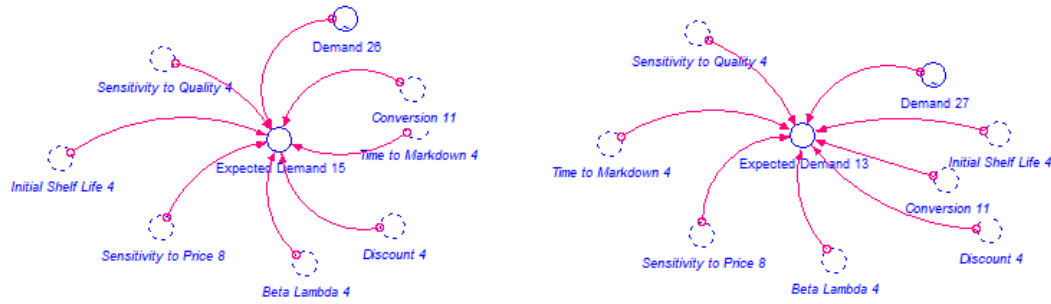 Demand 26
Sensitivity to Quality 4
Conversion 11
Time to Markdown 4
Expected Demand 15
Initial Shelf Life 4
Sensitivity to Price 8
Discount 4
Beta Lambda 4
Sensitivity to Quality 4
Demand 27
Expected Demand 13
Initial Shelf Life 4
Time to Markdown 4
Conversion 11
Sensitivity to Price 8
Discount 4
Beta Lambda 4